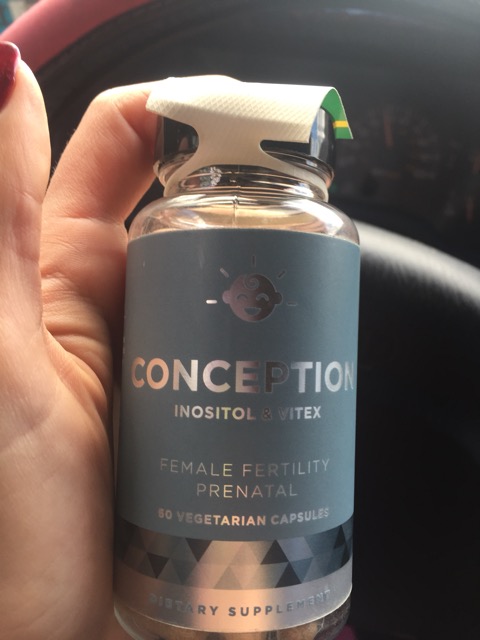 CONCEPTION
INOSITOL & VITEX
FEMALE FERTILITY
PRENATAL
60 VEGETARIAN CAPSULES
DIETARY SUPPLEMENT